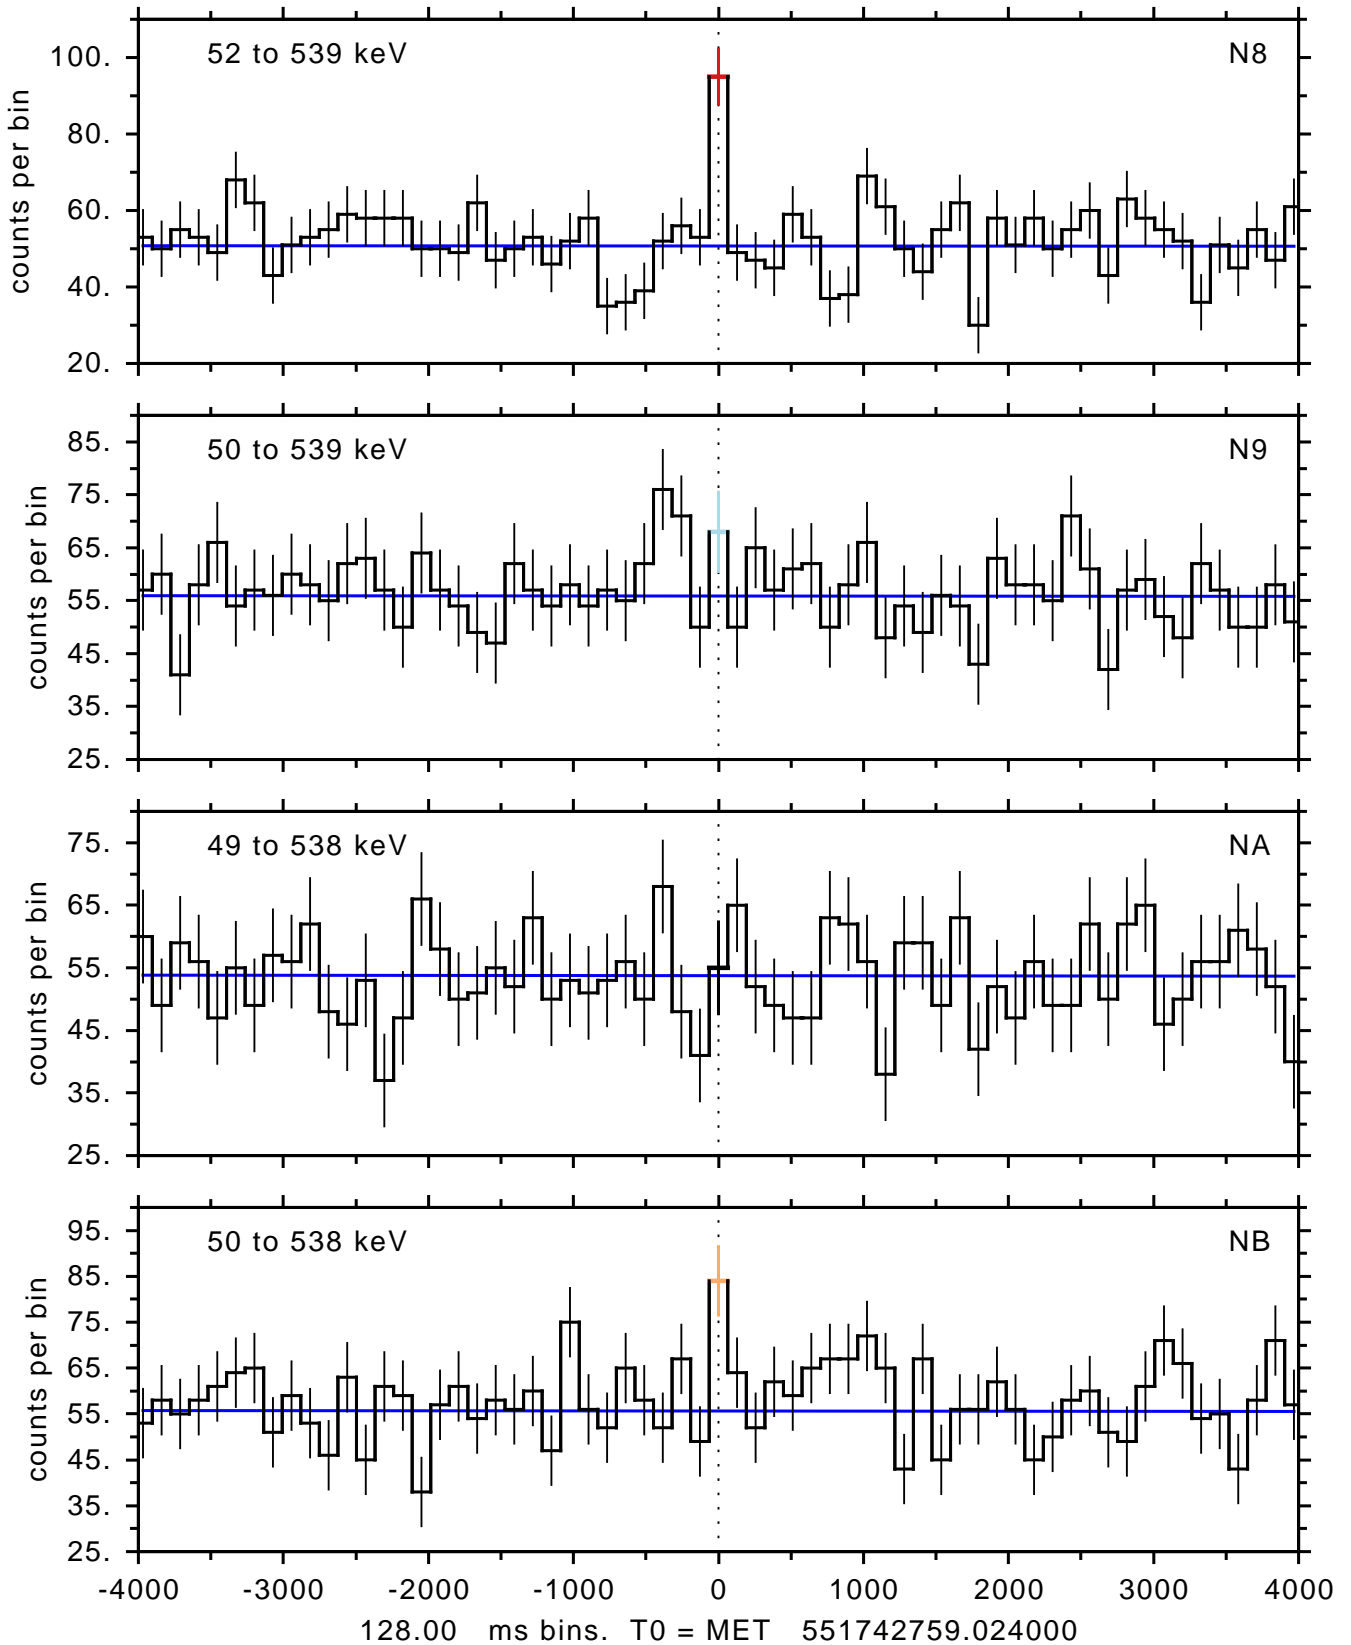 52 to 539 keV N8
100.
80.
60.
40.
20.
counts per bin
50 to 539 keV N9
85.
75.
65.
55.
45.
35.
25.
counts per bin
49 to 538 keV NA
75.
65.
55.
45.
35.
25.
counts per bin
50 to 538 keV NB
95.
85.
75.
65.
55.
45.
35.
25.
counts per bin
-4000 -3000 -2000 -1000 0 1000 2000 3000 4000
128.00 ms bins. T0 = MET 551742759.024000